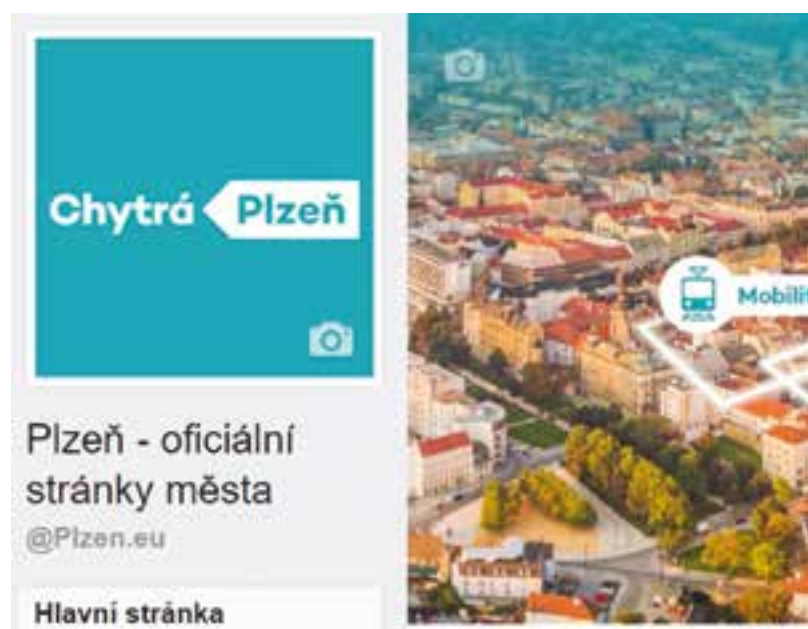 Chytrá Plzeň
Plzeň - oficiální
stránky města
@Plzen.eu
Hlavní stránka